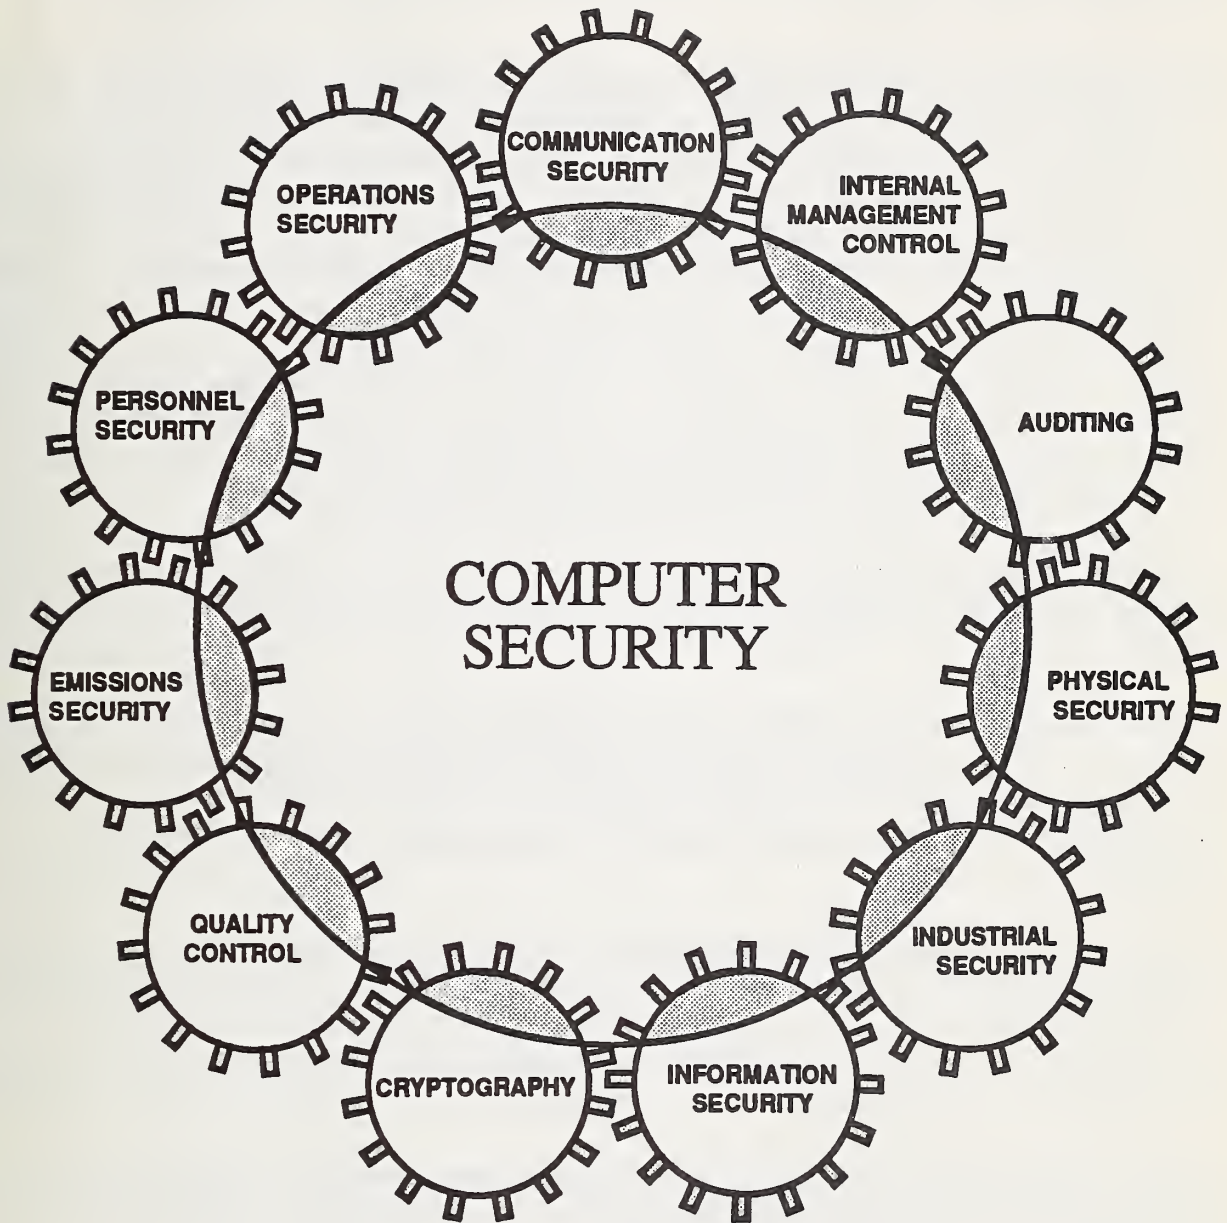 COMMUNICATION
SECURITY
INTERNAL
MANAGEMENT
CONTROL
AUDITING
PHYSICAL
SECURITY
INDUSTRIAL
SECURITY
INFORMATION
SECURITY
CRYPTOGRAPHY
QUALITY
CONTROL
EMISSIONS
SECURITY
PERSONNEL
SECURITY
OPERATIONS
SECURITY
COMPUTER
SECURITY